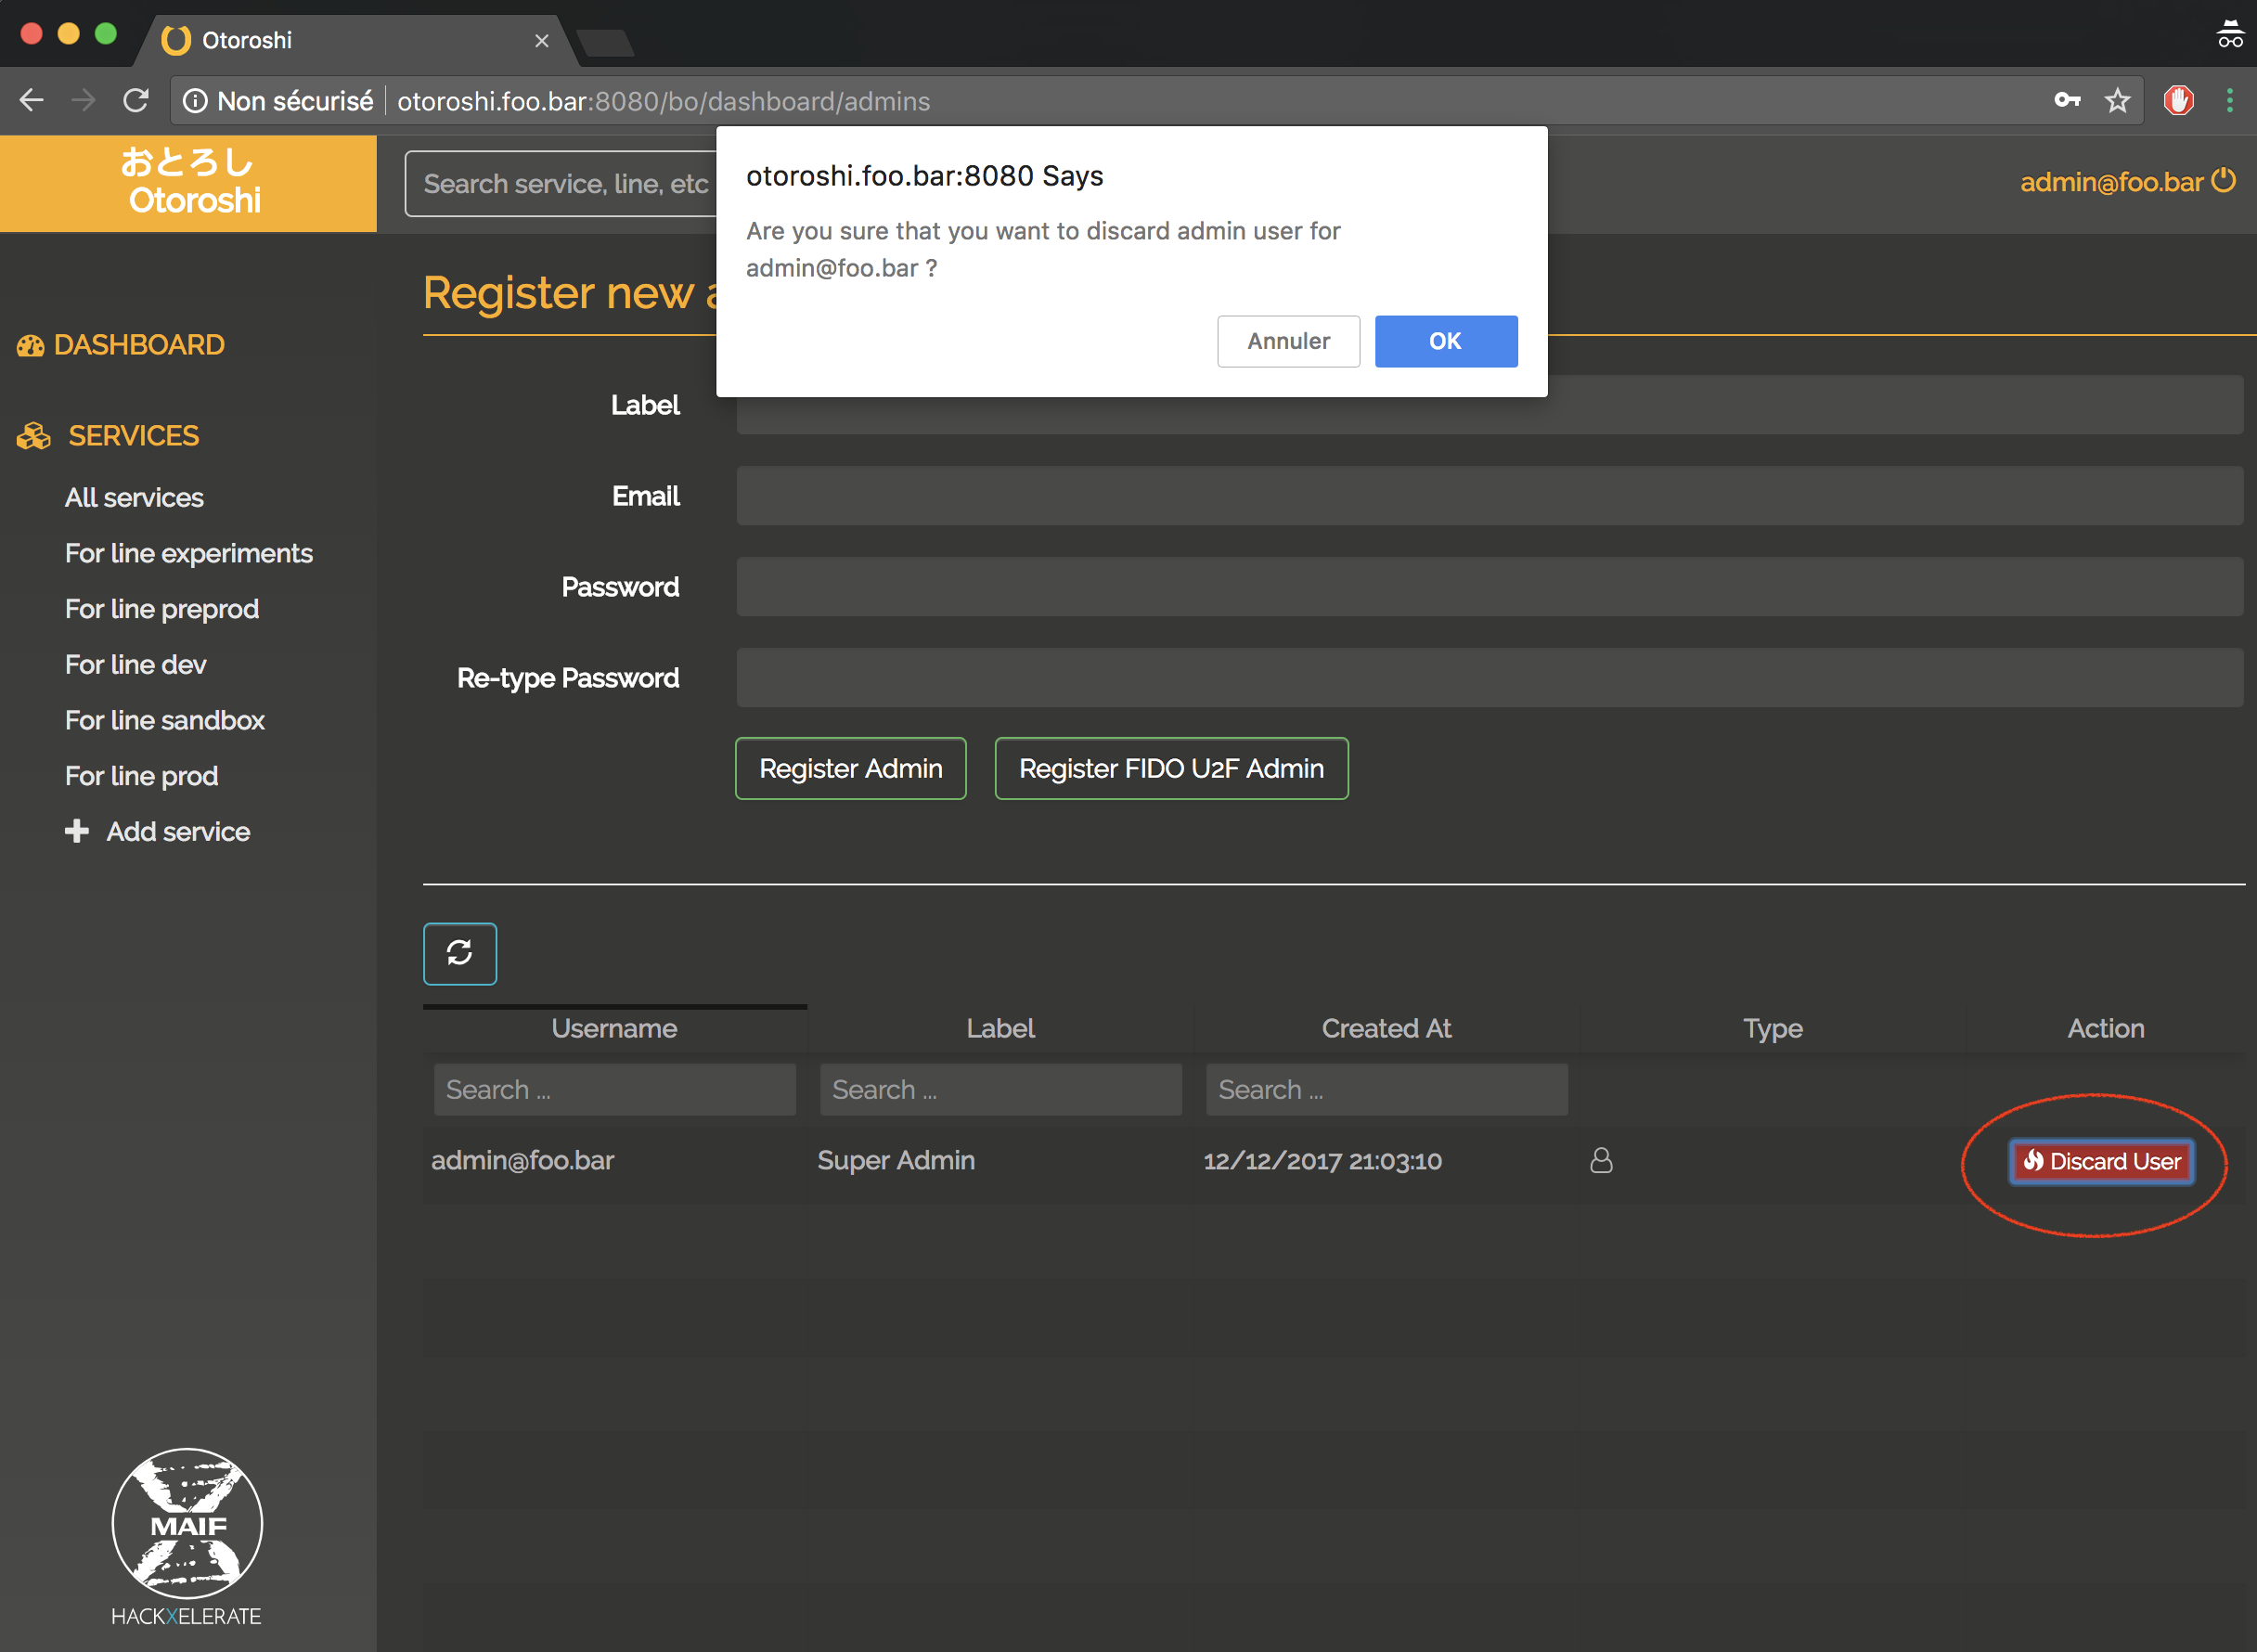 Otoroshi
Non sécurisé otoroshi.foo.bar:8080/bo/dashboard/admins
おとろし
Otoroshi
Search service, line, etc
admin@foo.bar
otoroshi.foo.bar:8080 Says
Are you sure that you want to discard admin user for
admin@foo.bar ?
Annuler OK
DASHBOARD
SERVICES
All services
For line experiments
For line preprod
For line dev
For line sandbox
For line prod
Add service
MAIF
HACKXELERATE
Register new
Label
Email
Password
Re-type Password
Register Admin Register FIDO U2F Admin
Username Label Created At Type Action
Search ... Search ... Search ...
admin@foo.bar Super Admin 12/12/2017 21:03:10 Discard User